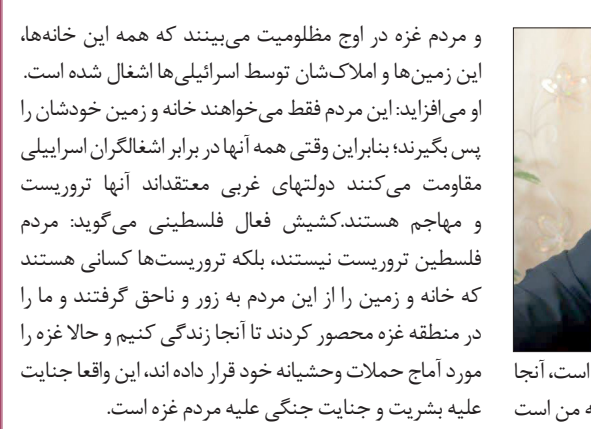 و مردم غزه در اوج مظلومیت می‌بینند که همه این خانه‌ها،
این زمین‌ها و املاک‌شان توسط اسرائیلی‌ها اشغال شده است.
او می‌افزاید: این مردم فقط می‌خواهند خانه و زمین خودشان را
پس بگیرند؛ بنابراین وقتی همه آنها در برابر اشغالگران اسراییلی
مقاومت می‌کنند دولتهای غربی معتقداند آنها تروریست
و مهاجم هستند.کشیش فعال فلسطینی می‌گوید: مردم
فلسطین تروریست نیستند، بلکه تروریست‌ها کسانی هستند
که خانه و زمین را از این مردم به زور و ناحق گرفتند و ما را
در منطقه غزه محصور کردند تا آنجا زندگی کنیم و حالا غزه را
مورد آماج حملات وحشیانه خود قرار داده اند، این واقعا جنایت
علیه بشریت و جنایت جنگی علیه مردم غزه است.
است، آنجا
من است